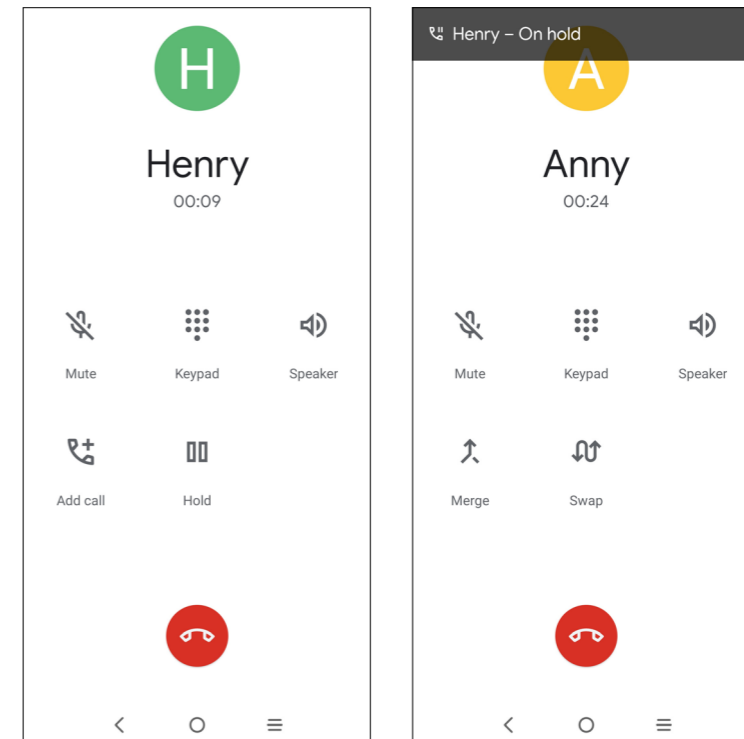 H
Henry
00:09
Mute Keypad Speaker
Add call Hold
Henry – On hold
A
Anny
00:24
Mute Keypad Speaker
Merge Swap